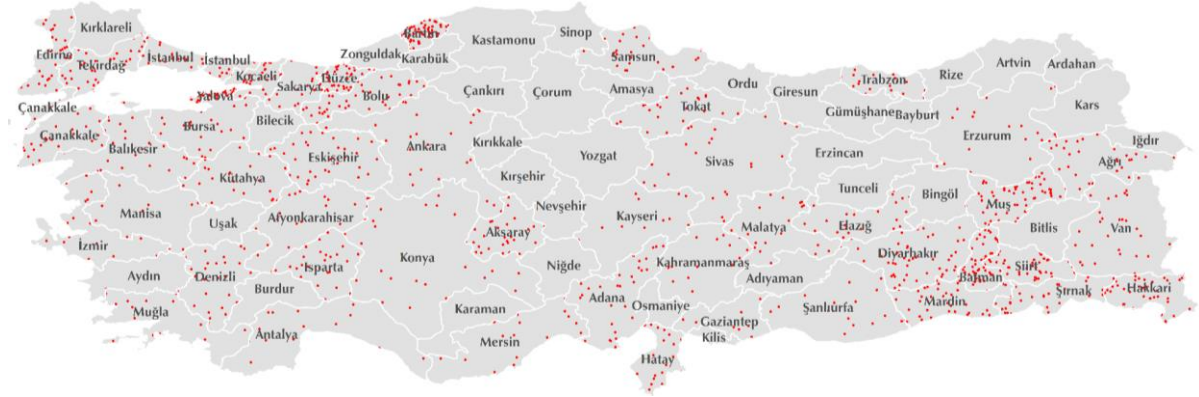 Kırklareli
Edirne
Tekirdağ
İstanbul
İstanbul
Kocaeli
Yalova
Sakarya
Düzce
Bolu
Zonguldak
Bartın
Karabük
Kastamonu
Sinop
Samsun
Çankırı
Çorum
Amasya
Tokat
Ordu
Giresun
Trabzon
Rize
Artvin
Ardahan
Kars
Gümüşhane
Bayburt
Erzurum
Iğdır
Ağrı
Çanakkale
Çanakkale
Balıkesir
Bursa
Bilecik
Eskişehir
Kütahya
Ankara
Kırıkkale
Kırşehir
Yozgat
Sivas
Erzincan
Tunceli
Bingöl
Muş
Bitlis
Van
Manisa
Uşak
Afyonkarahişar
İzmir
Aydın
Denizli
Isparta
Burdur
Muğla
Antalya
Konya
Akşaray
Nevşehir
Niğde
Kayseri
Malatya
Elazığ
Diyarbakır
Batman
Siirt
Şırnak
Hakkari
Mardin
Şanlıurfa
Adıyaman
Kahramanmaraş
Adana
Osmaniye
Gaziantep
Kilis
Hatay
Karaman
Mersin